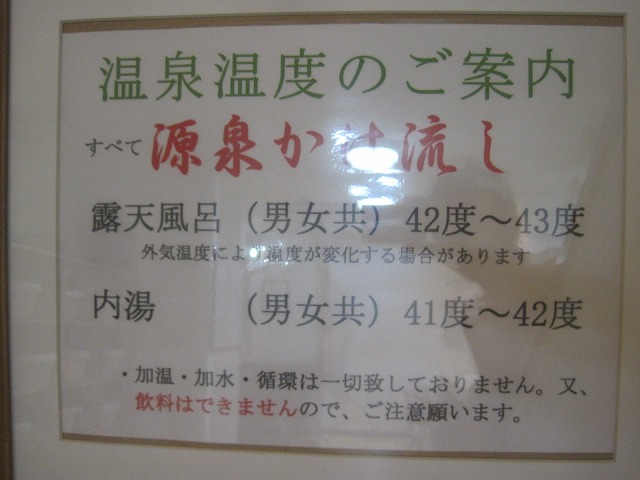 温泉温度のご案内
すべて 源泉かけ流し
露天風呂 (男女共) 42度～43度
外気温度により温度が変化する場合があります
内湯 (男女共) 41度～42度
・加温・加水・循環は一切致しておりません。又、
飲料はできませんので、ご注意願います。